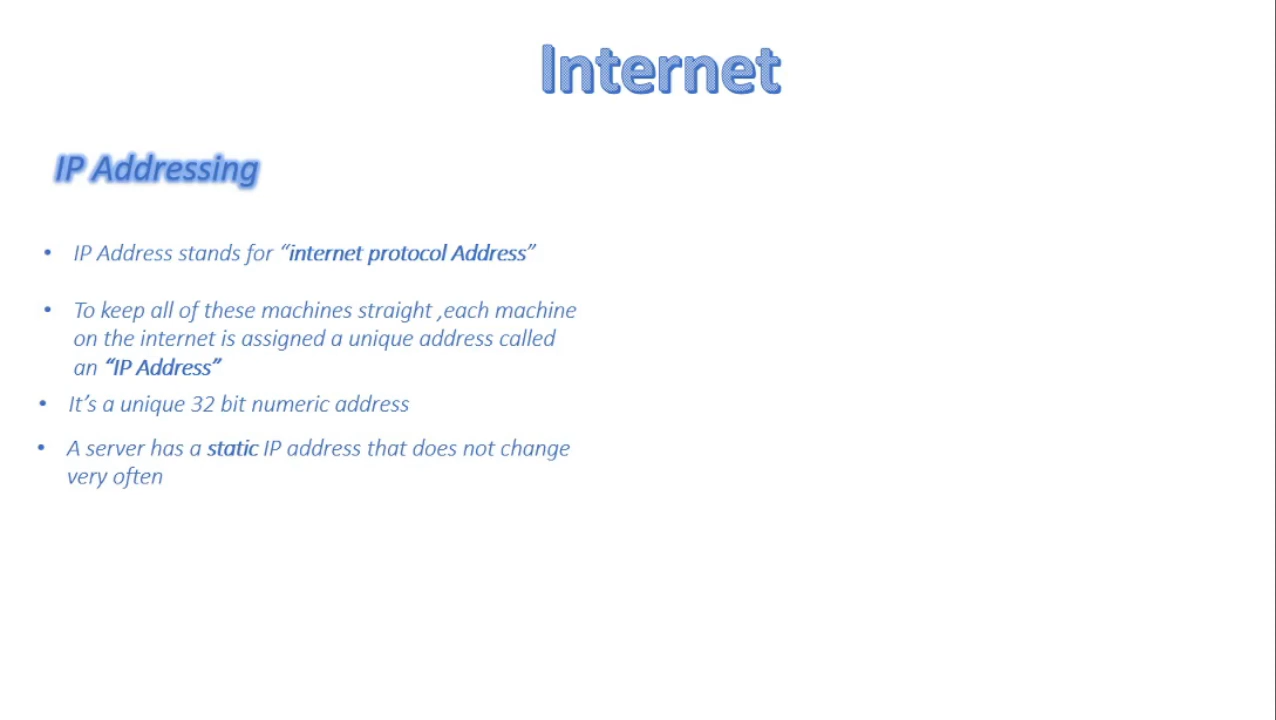 Internet
IP Addressing
• IP Address stands for “internet protocol Address”
• To keep all of these machines straight ,each machine
on the internet is assigned a unique address called
an “IP Address”
• It’s a unique 32 bit numeric address
• A server has a static IP address that does not change
very often